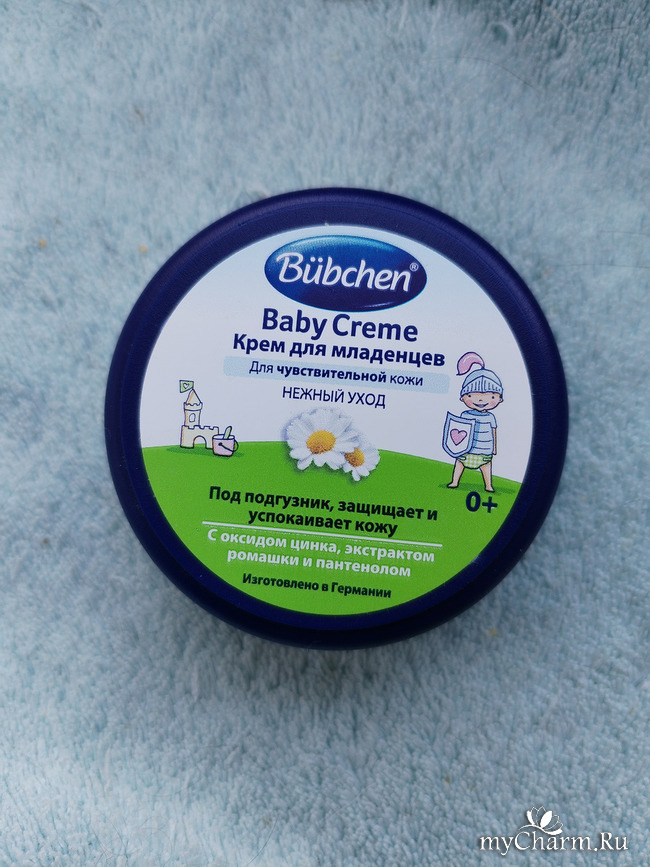 Bübchen®
Baby Creme
Крем для младенцев
Для чувствительной кожи
НЕЖНЫЙ УХОД
0+
Под подгузник, защищает и
успокаивает кожу
С оксидом цинка, экстрактом
ромашки и пантенолом
Изготовлено в Германии
myCharm.Ru